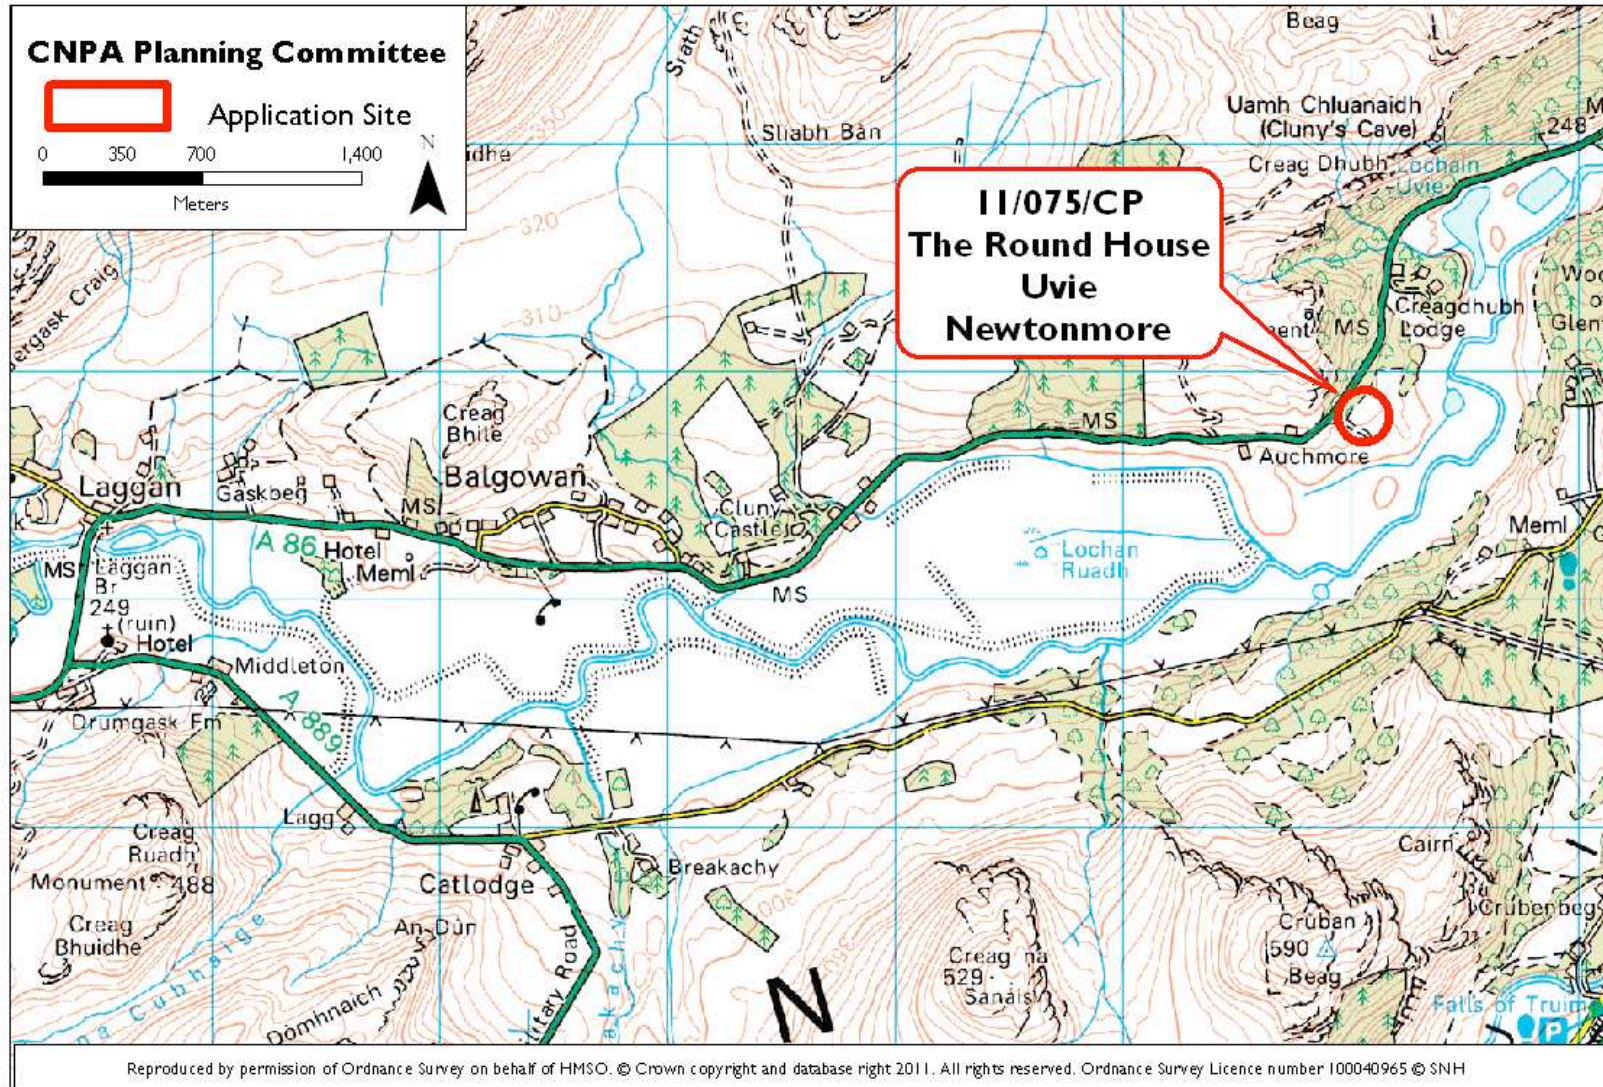 CNPA Planning Committee
Application Site
0 350 700 1,400
Meters
N
11/075/CP
The Round House
Uvie
Newtonmore
Beag
Srath
Sliabh Bàn
Uamh Chluanaidh
(Cluny's Cave)
248
Creag Dhubh
Lochain
Uvie
320
310
300
Creagdhubh
Lodge
MS
Creag
Bhile
Balgowan
Laggan
Gaskbeg
MS
Cluny
Castle
MS
Auchmore
A 86
Hotel
Meml
Lochan
Ruadh
Meml
MS
Laggan
Br
249
(ruin)
Hotel
MS
Middleton
Drumgask Fm
A 889
Lagg
Creag
Ruadh
Monument 488
Creag
Bhuidhe
Catlodge
Breakachy
An Dùn
300
Cairn
Crubenbeg
Cruban
590
Beag
Creag na
529
Sanais
N
Falls of Truim
P
Reproduced by permission of Ordnance Survey on behalf of HMSO. © Crown copyright and database right 2011. All rights reserved. Ordnance Survey Licence number 100040965 © SNH